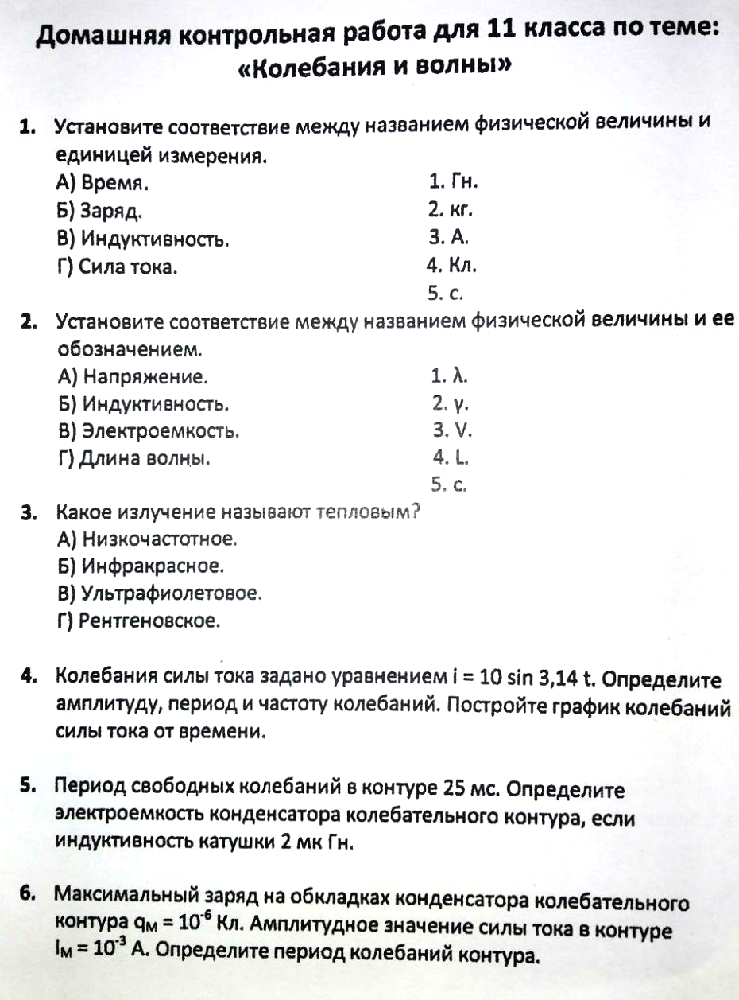 Домашняя контрольная работа для 11 класса по теме:
«Колебания и волны»
1. Установите соответствие между названием физической величины и
единицей измерения.
А) Время. 1. Гн.
Б) Заряд. 2. кг.
В) Индуктивность. 3. А.
Г) Сила тока. 4. Кл.
5. с.
2. Установите соответствие между названием физической величины и ее
обозначением.
А) Напряжение. 1. λ.
Б) Индуктивность. 2. γ.
В) Электроемкость. 3. V.
Г) Длина волны. 4. L.
5. с.
3. Какое излучение называют тепловым?
А) Низкочастотное.
Б) Инфракрасное.
В) Ультрафиолетовое.
Г) Рентгеновское.
4. Колебания силы тока задано уравнением i = 10 sin 3,14 t. Определите
амплитуду, период и частоту колебаний. Постройте график колебаний
силы тока от времени.
5. Период свободных колебаний в контуре 25 мс. Определите
электроемкость конденсатора колебательного контура, если
индуктивность катушки 2 мк Гн.
6. Максимальный заряд на обкладках конденсатора колебательного
контура qм = 10⁻⁶ Кл. Амплитудное значение силы тока в контуре
Iм = 10⁻³ А. Определите период колебаний контура.